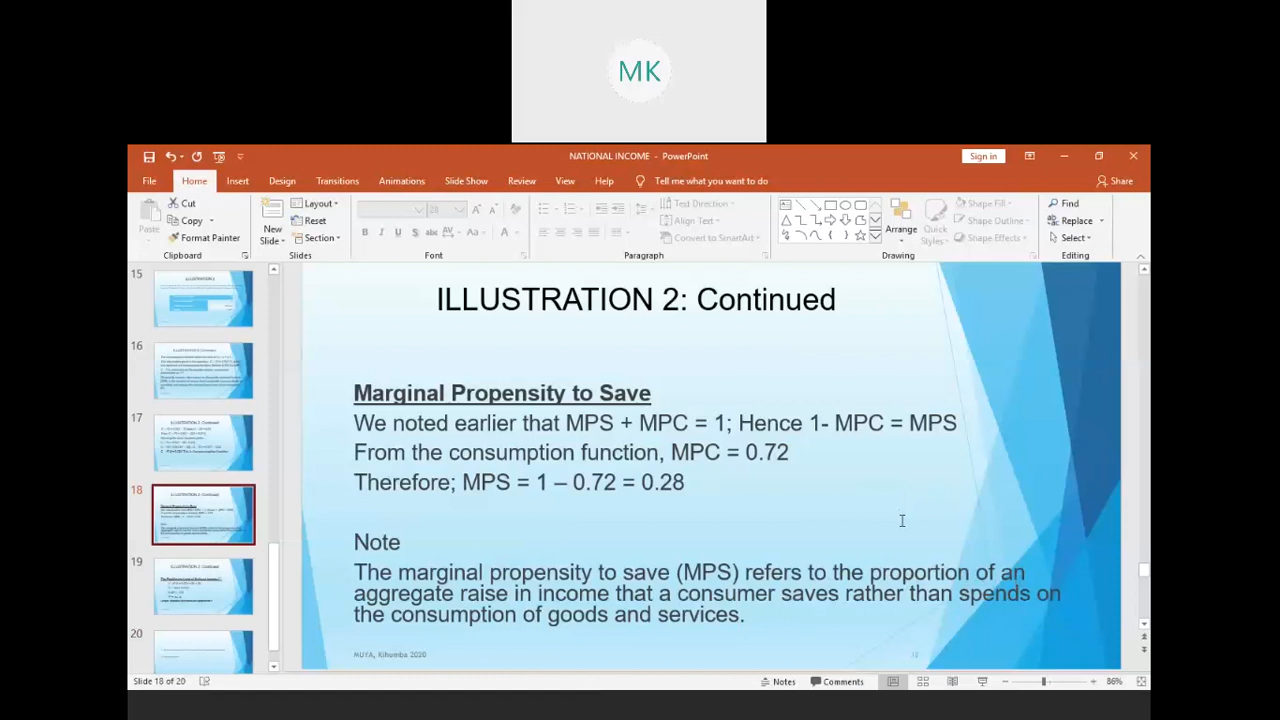 MK
NATIONAL INCOME - PowerPoint
Sign in
File Home Insert Design Transitions Animations Slide Show Review View Help Tell me what you want to do Share
Paste
Cut
Copy
Format Painter
Clipboard
New Slide
Layout
Reset
Section
Slides
28
Font
Text Direction
Align Text
Convert to SmartArt
Paragraph
Arrange
Quick Styles
Shape Fill
Shape Outline
Shape Effects
Drawing
Find
Replace
Select
Editing
15
16
17
18
19
20
ILLUSTRATION 2: Continued
Marginal Propensity to Save
We noted earlier that MPS + MPC = 1; Hence 1- MPC = MPS
From the consumption function, MPC = 0.72
Therefore; MPS = 1 – 0.72 = 0.28
Note
The marginal propensity to save (MPS) refers to the proportion of an
aggregate raise in income that a consumer saves rather than spends on
the consumption of goods and services.
MUYA, Kihumba 2020
Slide 18 of 20
Notes
Comments
86%